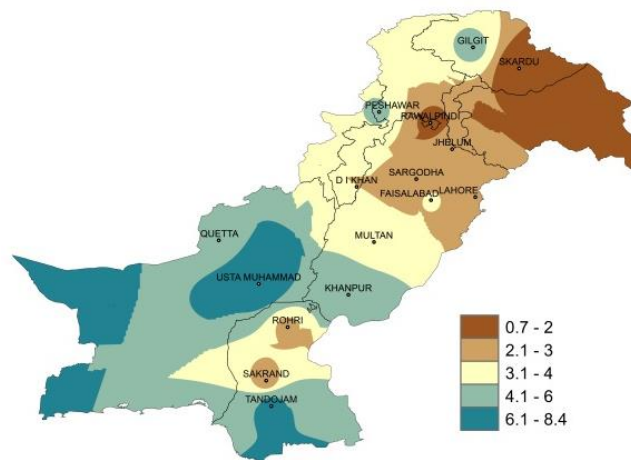 GILGIT
SKARDU
PESHAWAR
RAWALPINDI
JHELUM
SARGODHA
D I KHAN
FAISALABAD
LAHORE
QUETTA
MULTAN
USTA MUHAMMAD
KHANPUR
ROHRI
SAKRAND
TANDOJAM
0.7 - 2
2.1 - 3
3.1 - 4
4.1 - 6
6.1 - 8.4